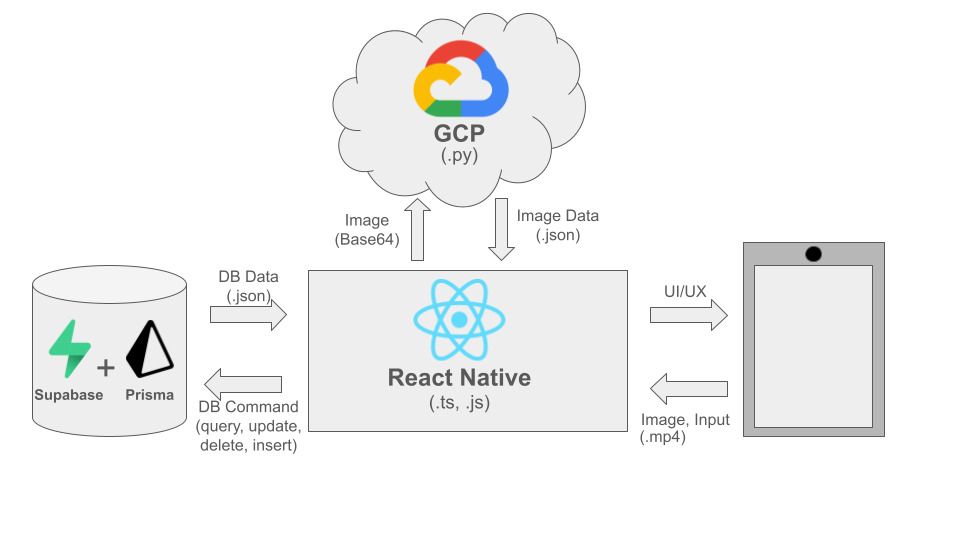 GCP
(.py)
Image
(Base64)
Image Data
(.json)
DB Data
(.json)
UI/UX
React Native
(.ts, .js)
+
Supabase
Prisma
DB Command
(query, update,
delete, insert)
Image, Input
(.mp4)